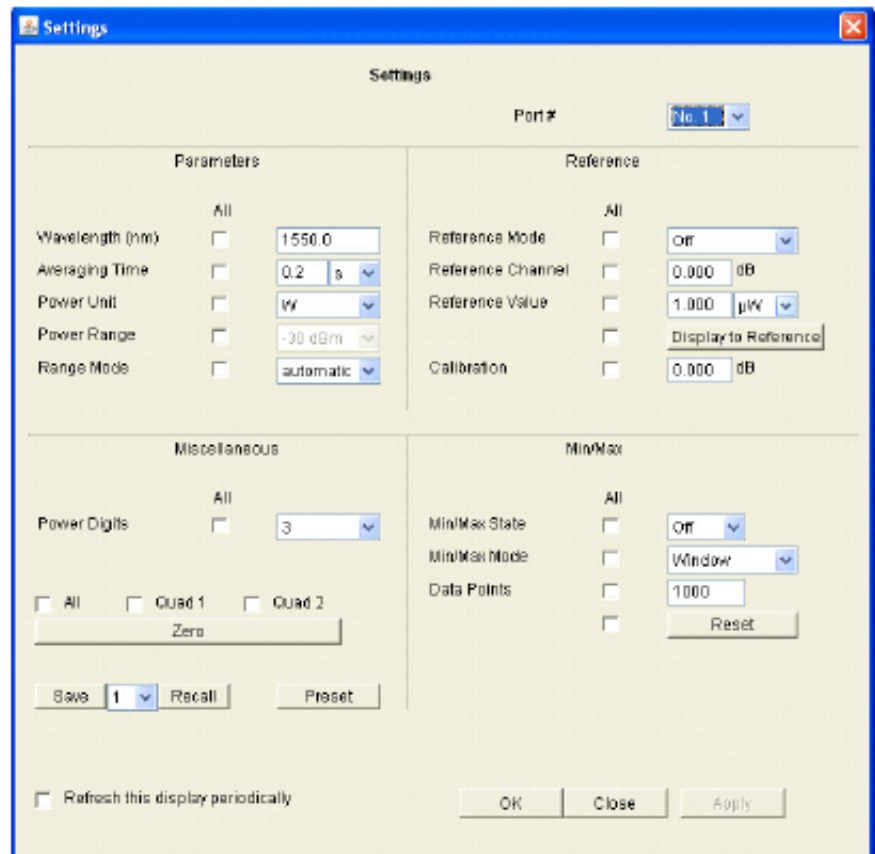 Settings
Settings
Port # No. 1
Parameters
All
Wavelength (nm) 1550.0
Averaging Time 0.2 s
Power Unit W
Power Range -30 dBm
Range Mode automatic
Reference
All
Reference Mode Off
Reference Channel 0.000 dB
Reference Value 1.000 µW
Display to Reference
Calibration 0.000 dB
Miscellaneous
All
Power Digits 3
All Quad 1 Quad 2
Zero
Save 1 Recall Preset
Min/Max
All
Min/Max State Off
Min/Max Mode Window
Data Points 1000
Reset
Refresh this display periodically
OK Close Apply